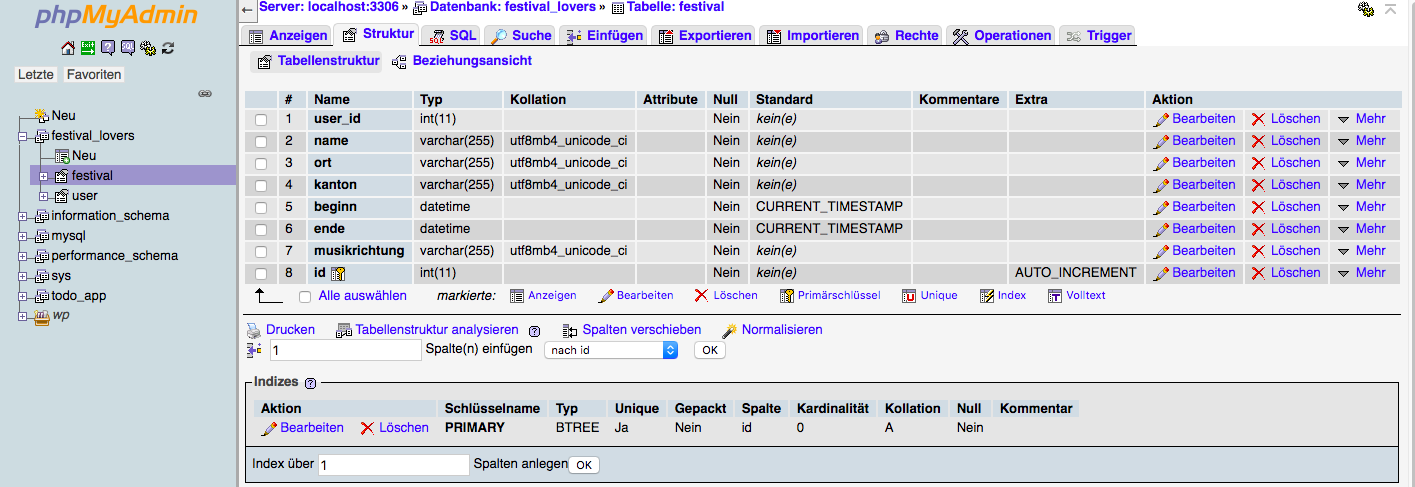 phpMyAdmin
Letzte Favoriten
Neu
festival_lovers
Neu
festival
user
information_schema
mysql
performance_schema
sys
todo_app
wp
Server: localhost:3306 » Datenbank: festival_lovers » Tabelle: festival
Anzeigen Struktur SQL Suche Einfügen Exportieren Importieren Rechte Operationen Trigger
Tabellenstruktur Beziehungsansicht
# Name Typ Kollation Attribute Null Standard Kommentare Extra Aktion
1 user_id int(11) Nein kein(e) Bearbeiten Löschen Mehr
2 name varchar(255) utf8mb4_unicode_ci Nein kein(e) Bearbeiten Löschen Mehr
3 ort varchar(255) utf8mb4_unicode_ci Nein kein(e) Bearbeiten Löschen Mehr
4 kanton varchar(255) utf8mb4_unicode_ci Nein kein(e) Bearbeiten Löschen Mehr
5 beginn datetime Nein CURRENT_TIMESTAMP Bearbeiten Löschen Mehr
6 ende datetime Nein CURRENT_TIMESTAMP Bearbeiten Löschen Mehr
7 musikrichtung varchar(255) utf8mb4_unicode_ci Nein kein(e) Bearbeiten Löschen Mehr
8 id int(11) Nein kein(e) AUTO_INCREMENT Bearbeiten Löschen Mehr
Alle auswählen markierte: Anzeigen Bearbeiten Löschen Primärschlüssel Unique Index Volltext
Drucken Tabellenstruktur analysieren Spalten verschieben Normalisieren
1 Spalte(n) einfügen nach id OK
Indizes
Aktion Schlüsselname Typ Unique Gepackt Spalte Kardinalität Kollation Null Kommentar
Bearbeiten Löschen PRIMARY BTREE Ja Nein id 0 A Nein
Index über 1 Spalten anlegen OK